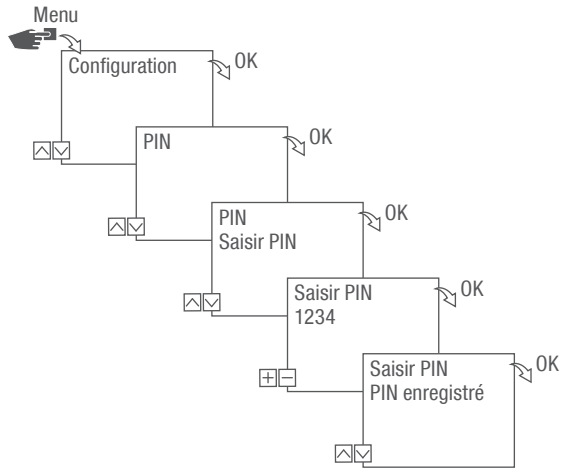 Menu
Configuration
OK
PIN
OK
PIN
Saisir PIN
OK
Saisir PIN
1234
OK
Saisir PIN
PIN enregistré
OK